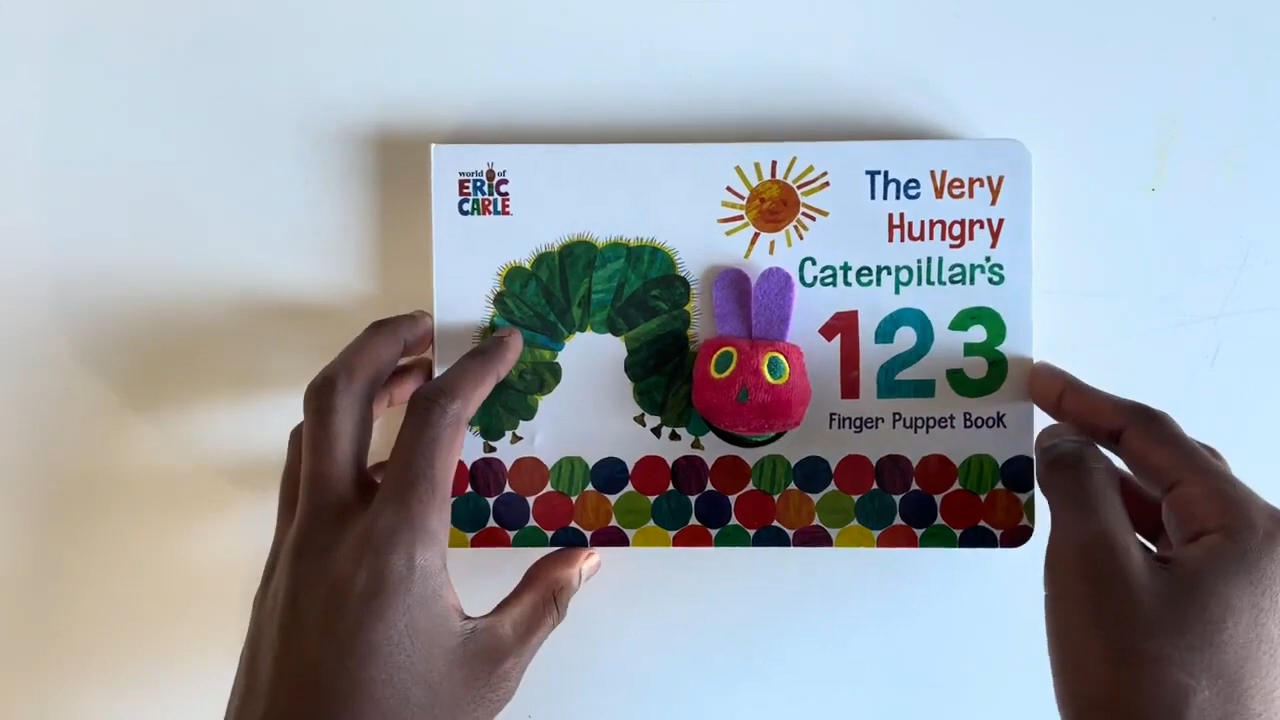 world of
ERIC
CARLE.
The Very
Hungry
Caterpillar's
123
Finger Puppet Book